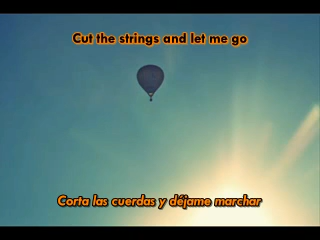 Cut the strings and let me go
Corta las cuerdas y déjame marchar